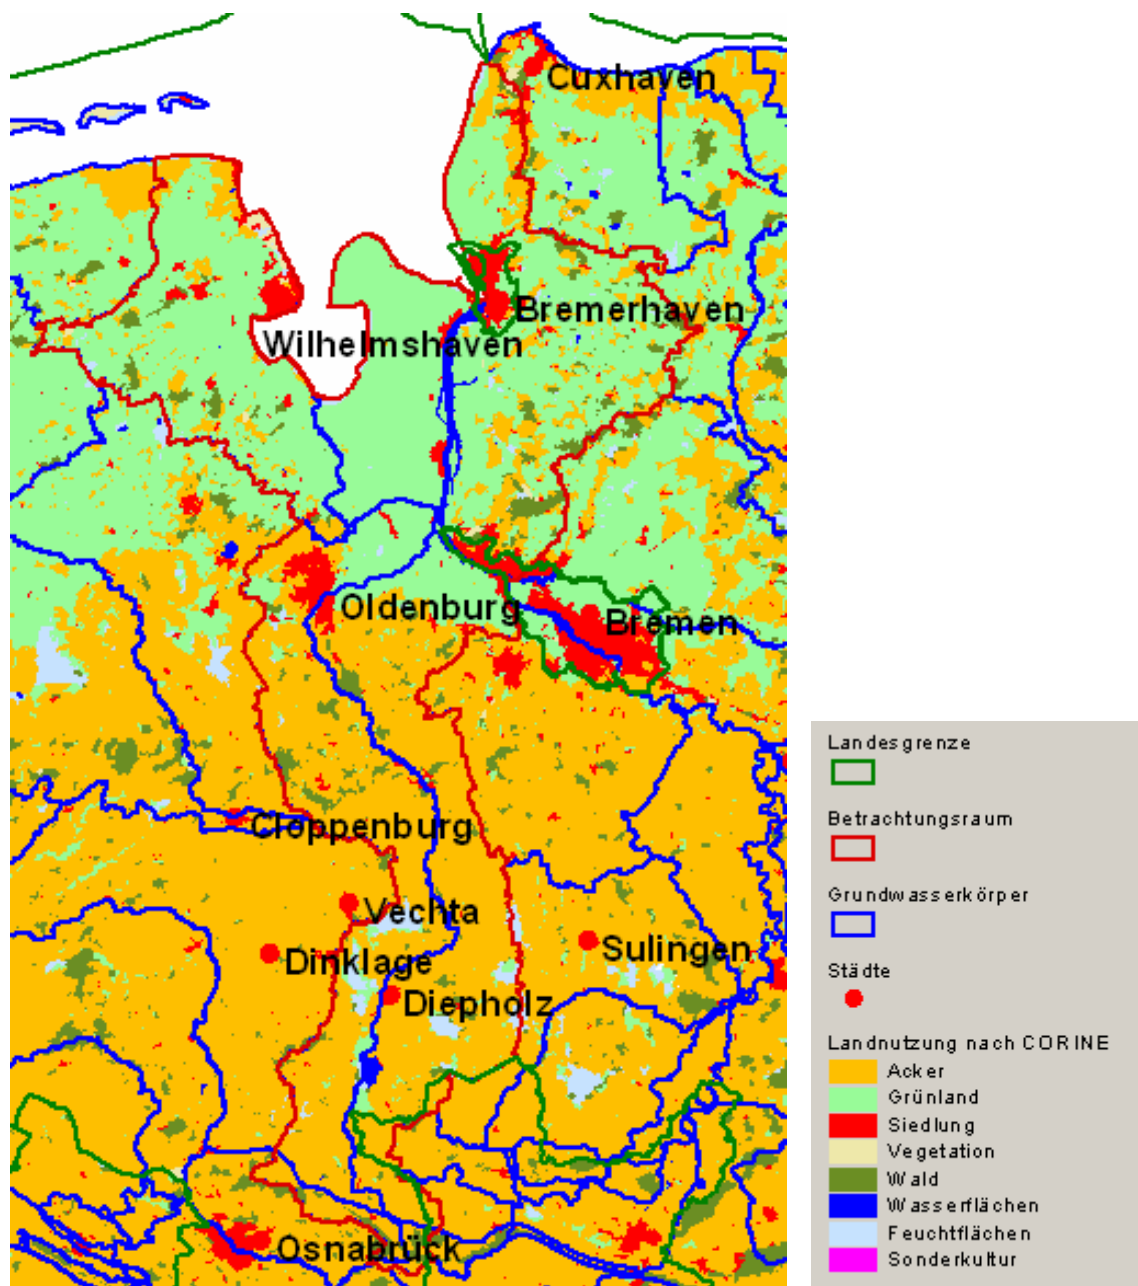 Cuxhaven
Bremerhaven
Wilhelmshaven
Oldenburg
Bremen
Cloppenburg
Vechta
Dinklage
Sulingen
Diepholz
Osnabrück
Landesgrenze
Betrachtungsraum
Grundwasserkörper
Städte
Landnutzung nach CORINE
Acker
Grünland
Siedlung
Vegetation
Wald
Wasserflächen
Feuchtflächen
Sonderkultur